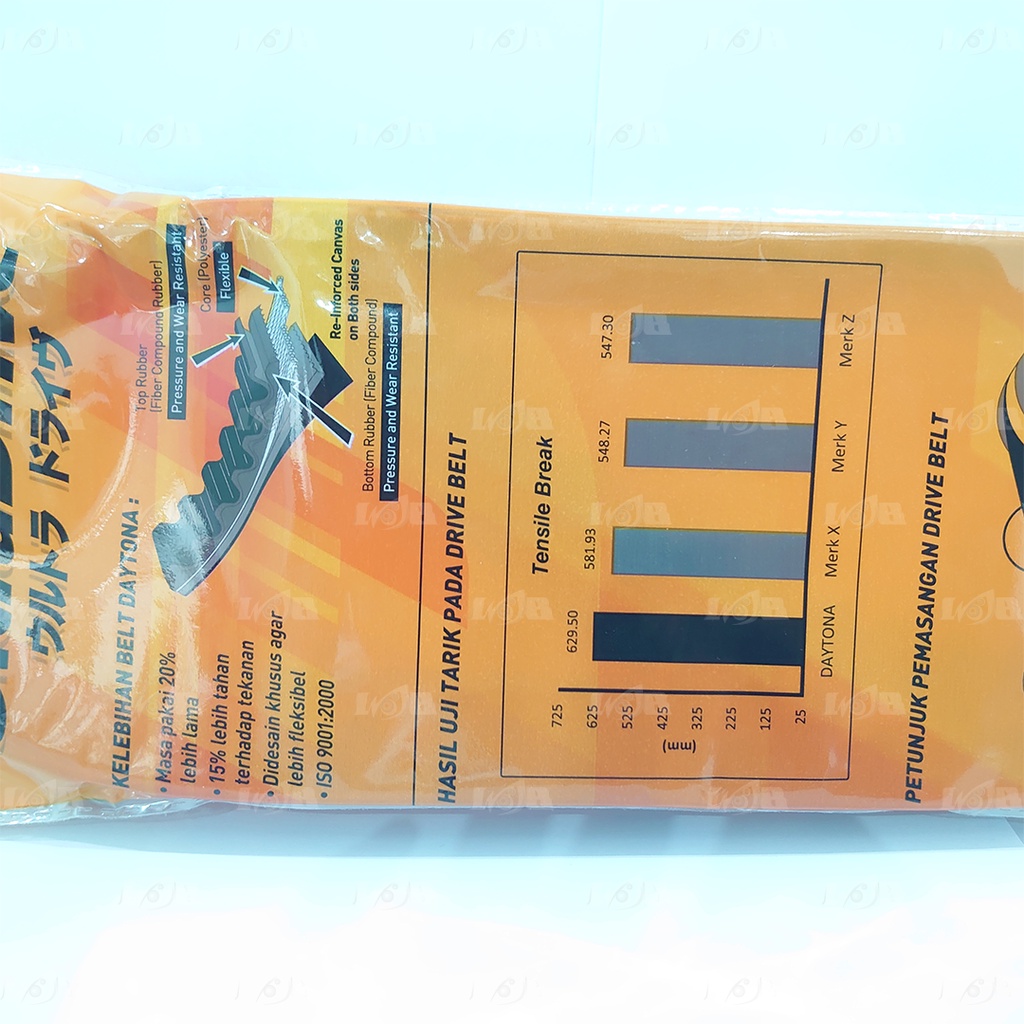 ウルトラ ドライヴ
KELEBIHAN BELT DAYTONA :
• Masa pakai 20%
lebih lama
• 15% lebih tahan
terhadap tekanan
• Didesain khusus agar
lebih fleksibel
• ISO 9001:2000
Top Rubber
(Fiber Compound Rubber)
Pressure and Wear Resistant
Core (Polyester)
Flexible
Re-Inforced Canvas
on Both sides
Bottom Rubber (Fiber Compound)
Pressure and Wear Resistant
HASIL UJI TARIK PADA DRIVE BELT
Tensile Break
629.50
581.93
548.27
547.30
725
625
525
425
325
225
125
25
DAYTONA
Merk X
Merk Y
Merk Z
PETUNJUK PEMASANGAN DRIVE BELT